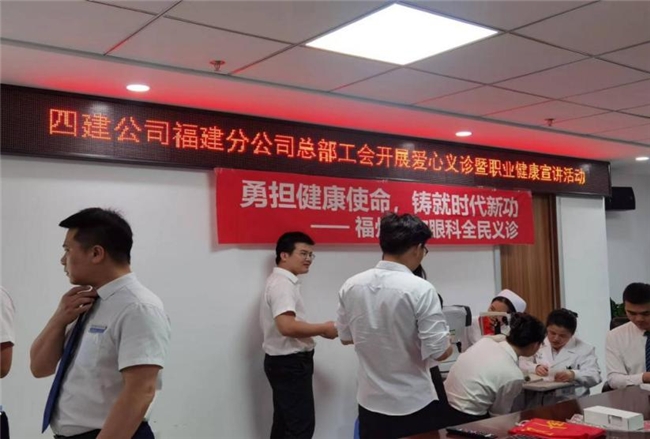 四建公司福建分公司总部工会开展爱心义诊暨职业健康宣讲活动
勇担健康使命，铸就时代新功
—— 福 眼科全民义诊